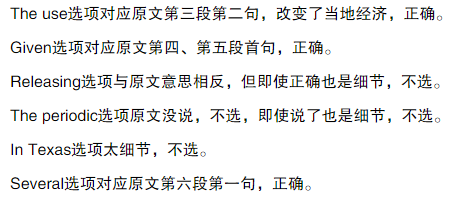 The use选项对应原文第三段第二句，改变了当地经济，正确。
Given选项对应原文第四、第五段首句，正确。
Releasing选项与原文意思相反，但即使正确也是细节，不选。
The periodic选项原文没说，不选，即使说了也是细节，不选。
In Texas选项太细节，不选。
Several选项对应原文第六段第一句，正确。